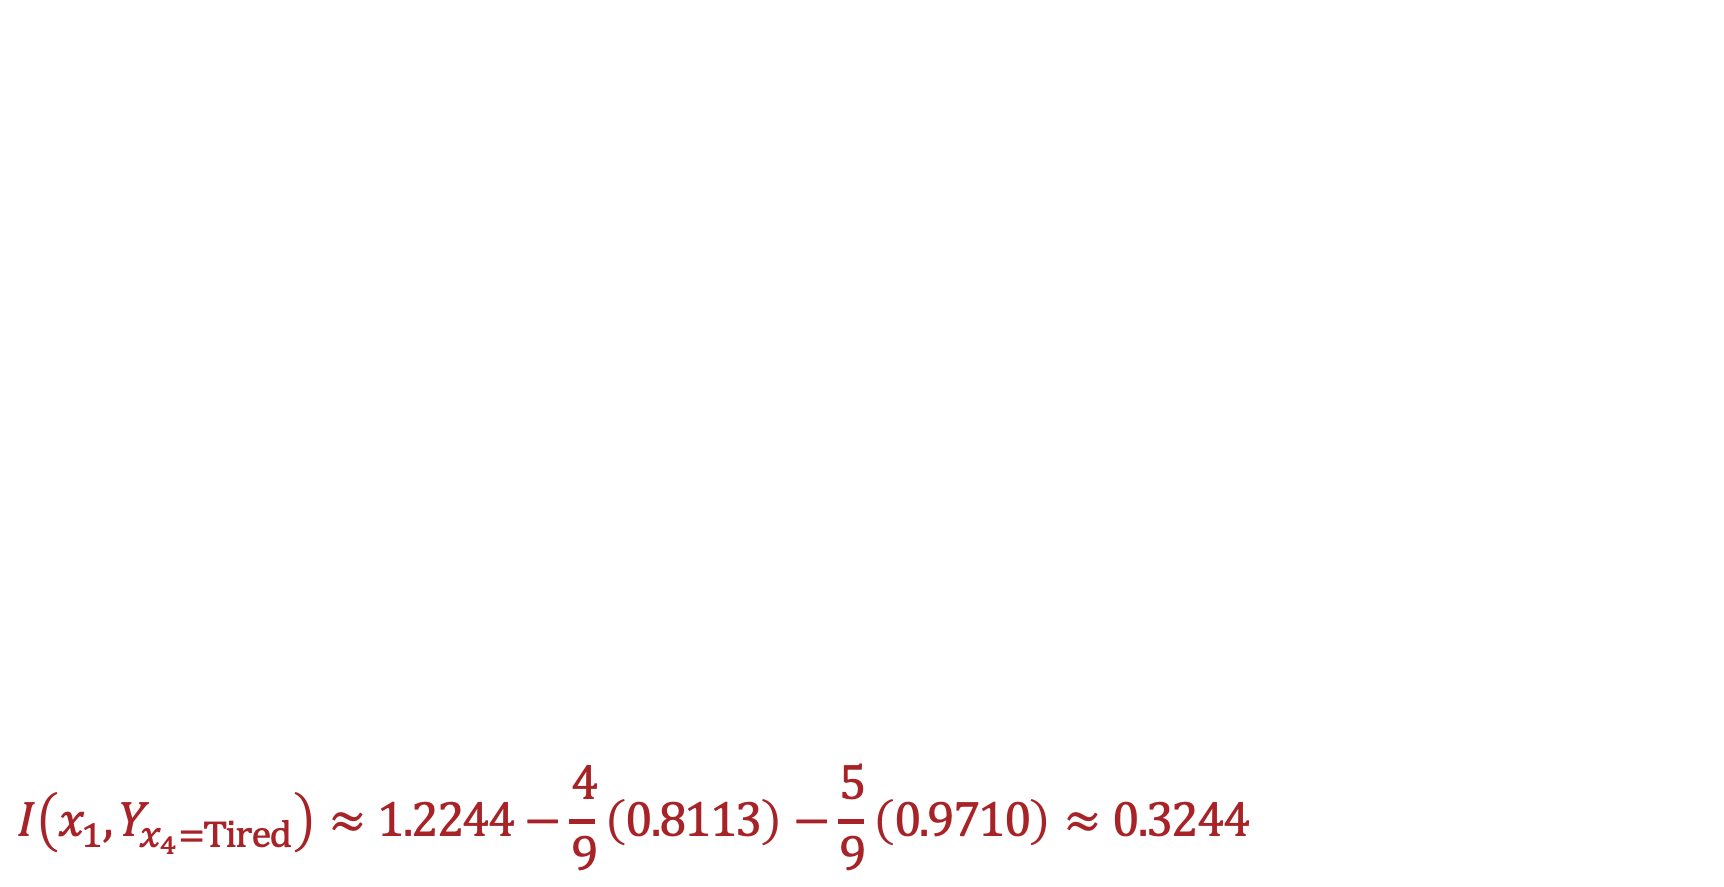 I(x₁, Y_{x₄=Tired}) ≈ 1.2244 − 4/9 (0.8113) − 5/9 (0.9710) ≈ 0.3244